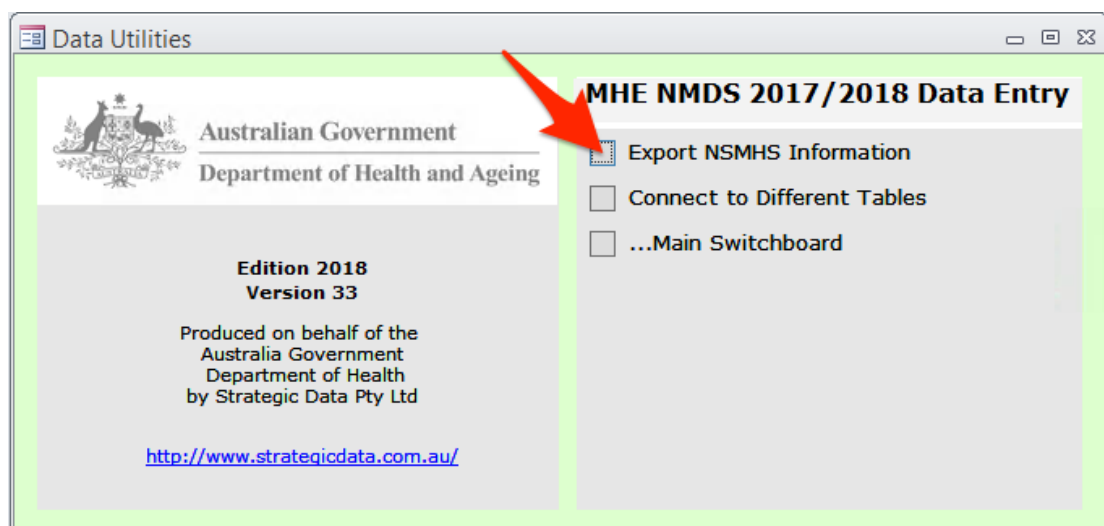 Data Utilities
Australian Government
Department of Health and Ageing
Edition 2018
Version 33
Produced on behalf of the
Australia Government
Department of Health
by Strategic Data Pty Ltd
http://www.strategicdata.com.au/
MHE NMDS 2017/2018 Data Entry
Export NSMHS Information
Connect to Different Tables
...Main Switchboard